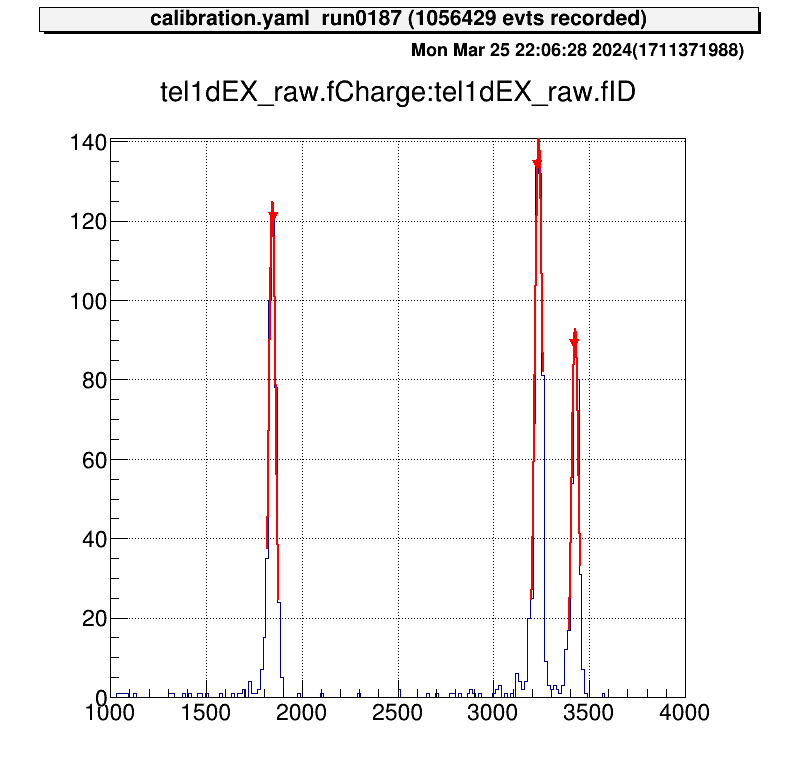 calibration.yaml run0187 (1056429 evts recorded)
Mon Mar 25 22:06:28 2024(1711371988)
tel1dEX_raw.fCharge:tel1dEX_raw.fID
140
120
100
80
60
40
20
0
1000 1500 2000 2500 3000 3500 4000